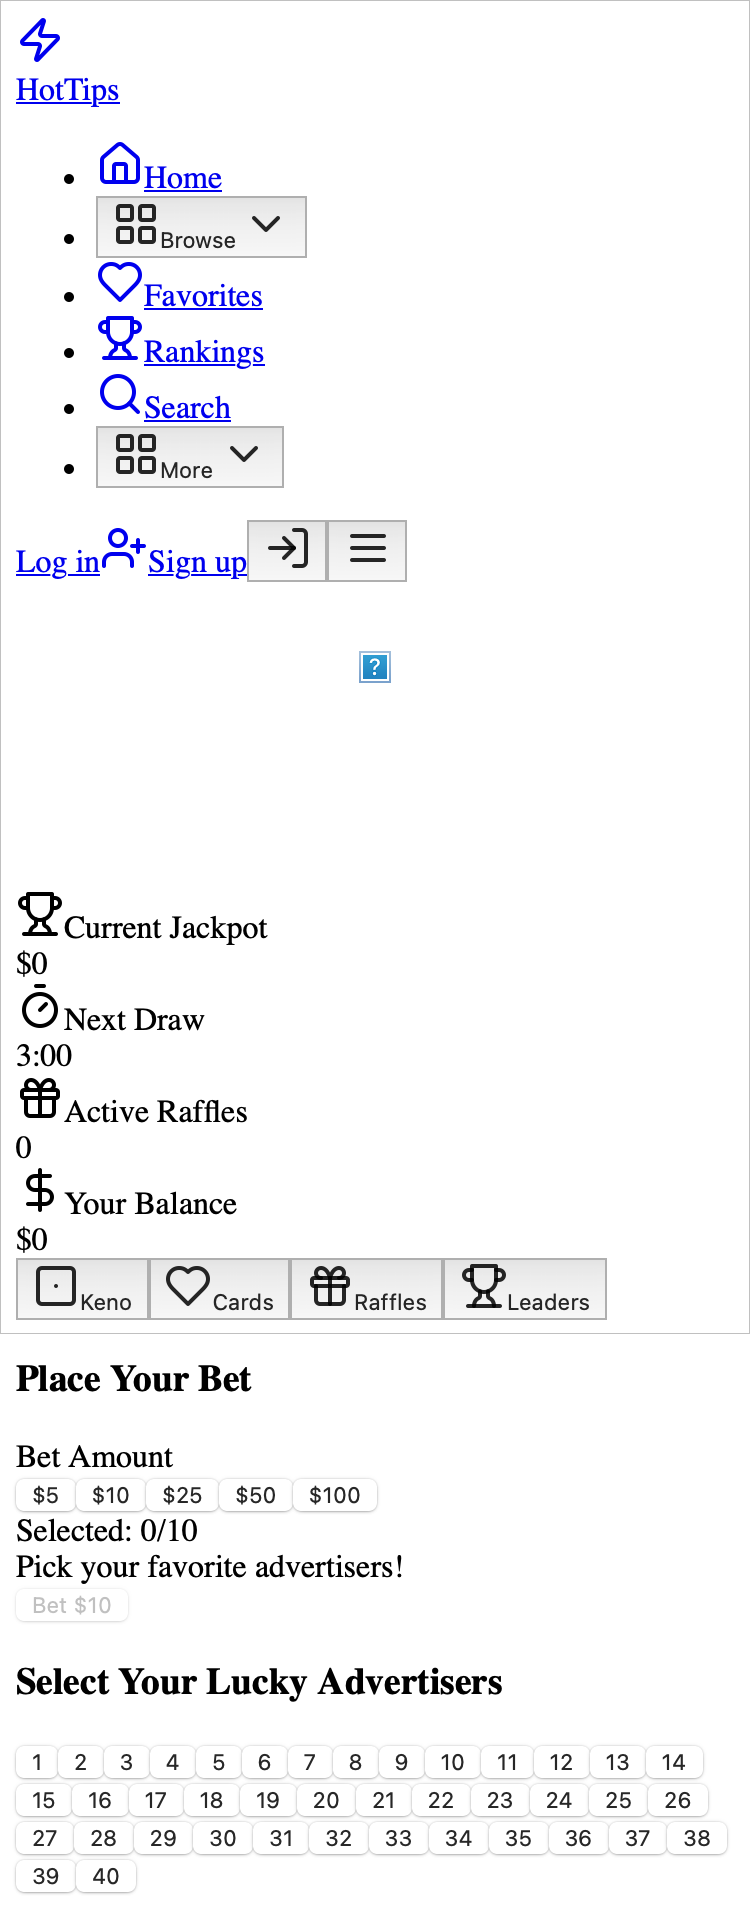 HotTips
Home
Browse
Favorites
Rankings
Search
More
Log in Sign up
?
Current Jackpot
$0
Next Draw
3:00
Active Raffles
0
Your Balance
$0
Keno Cards Raffles Leaders
Place Your Bet
Bet Amount
$5 $10 $25 $50 $100
Selected: 0/10
Pick your favorite advertisers!
Bet $10
Select Your Lucky Advertisers
1 2 3 4 5 6 7 8 9 10 11 12 13 14
15 16 17 18 19 20 21 22 23 24 25 26
27 28 29 30 31 32 33 34 35 36 37 38
39 40